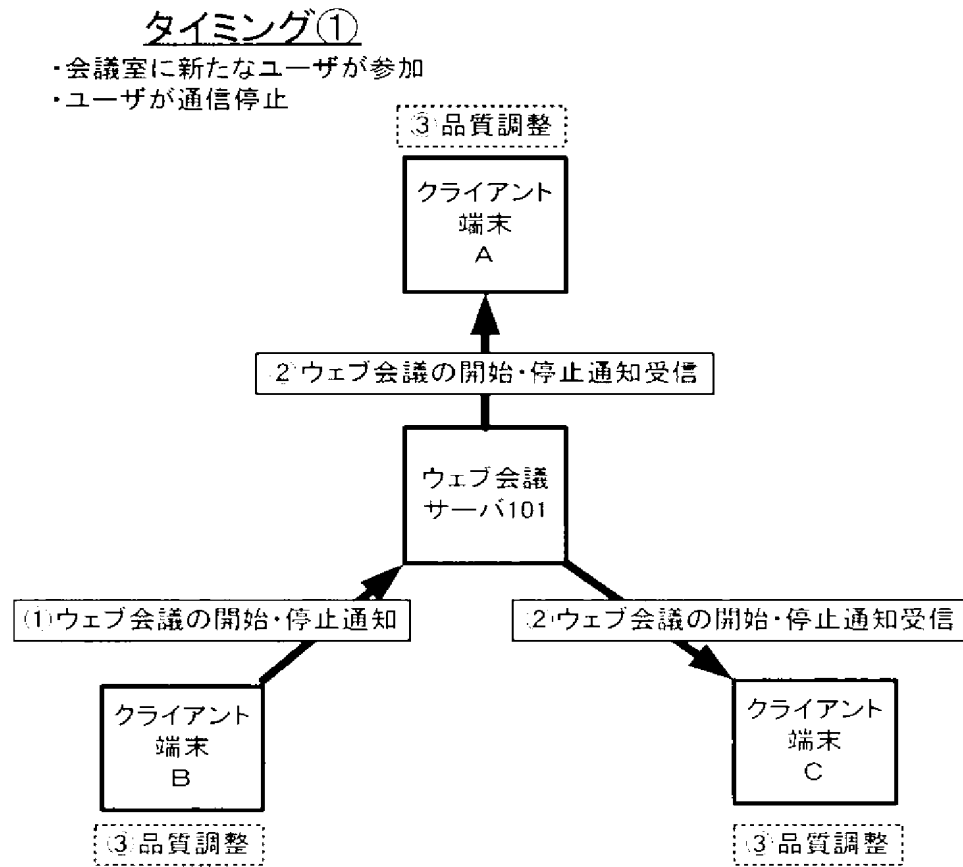 タイミング①
・会議室に新たなユーザが参加
・ユーザが通信停止
③品質調整
クライアント
端末
A
②ウェブ会議の開始・停止通知受信
ウェブ会議
サーバ101
①ウェブ会議の開始・停止通知
②ウェブ会議の開始・停止通知受信
クライアント
端末
B
クライアント
端末
C
③品質調整
③品質調整